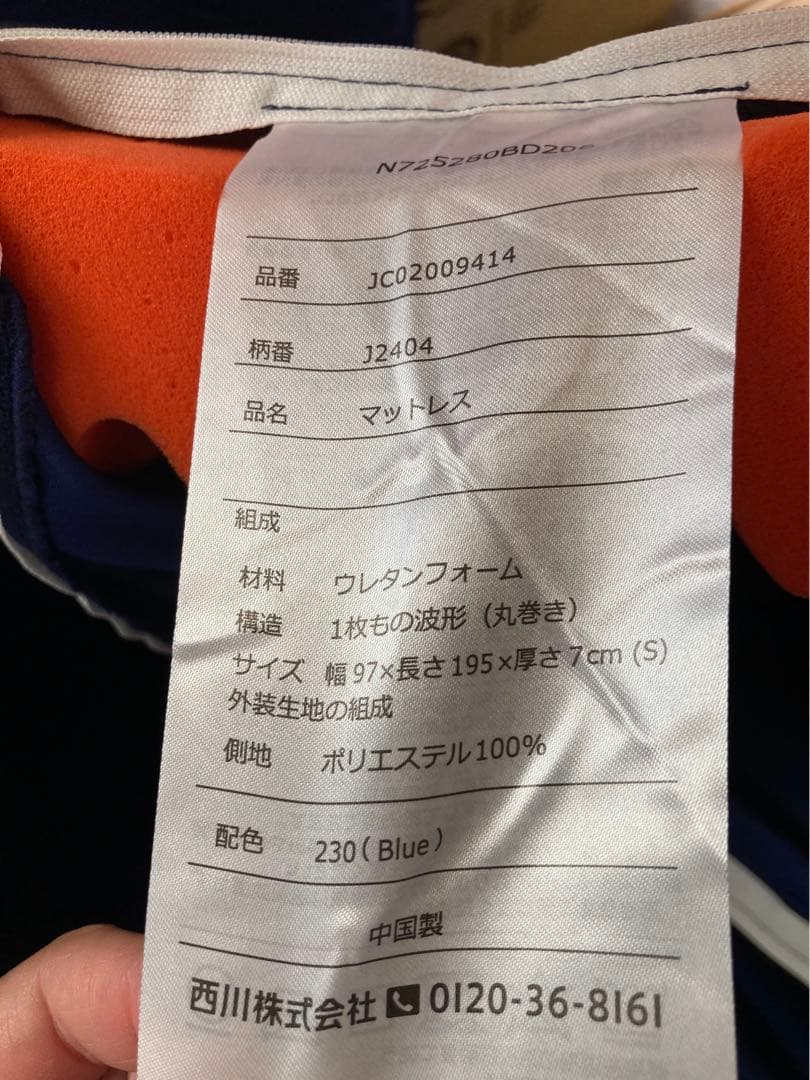 品番 JC02009414
柄番 J2404
品名 マットレス
組成
材料 ウレタンフォーム
構造 1枚もの波形(丸巻き)
サイズ 幅97×長さ195×厚さ7cm (S)
外装生地の組成
側地 ポリエステル100%
配色 230(Blue)
中国製
西川株式会社 0120-36-8161